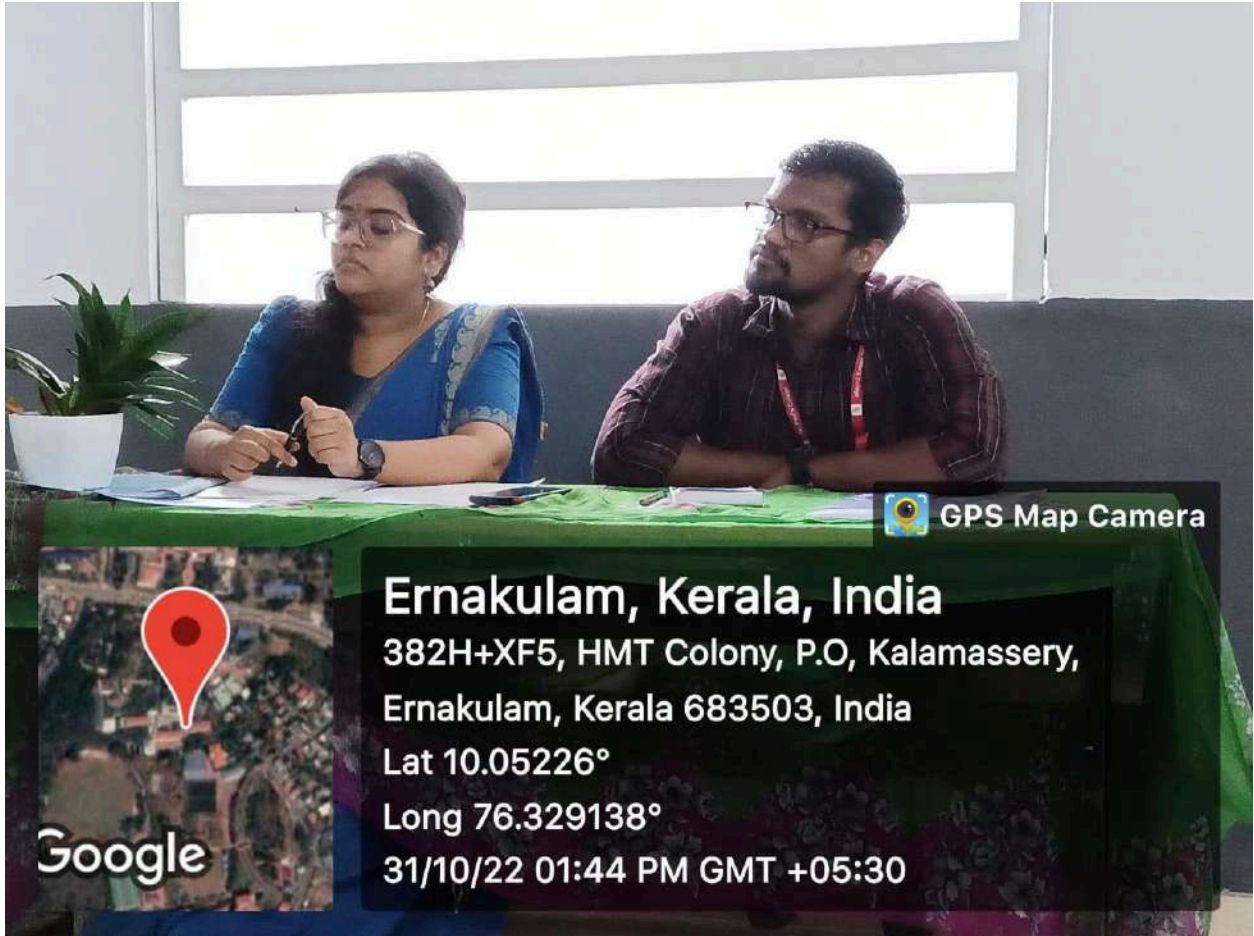 GPS Map Camera
Ernakulam, Kerala, India
382H+XF5, HMT Colony, P.O, Kalamassery,
Ernakulam, Kerala 683503, India
Lat 10.05226°
Long 76.329138°
31/10/22 01:44 PM GMT +05:30
Google